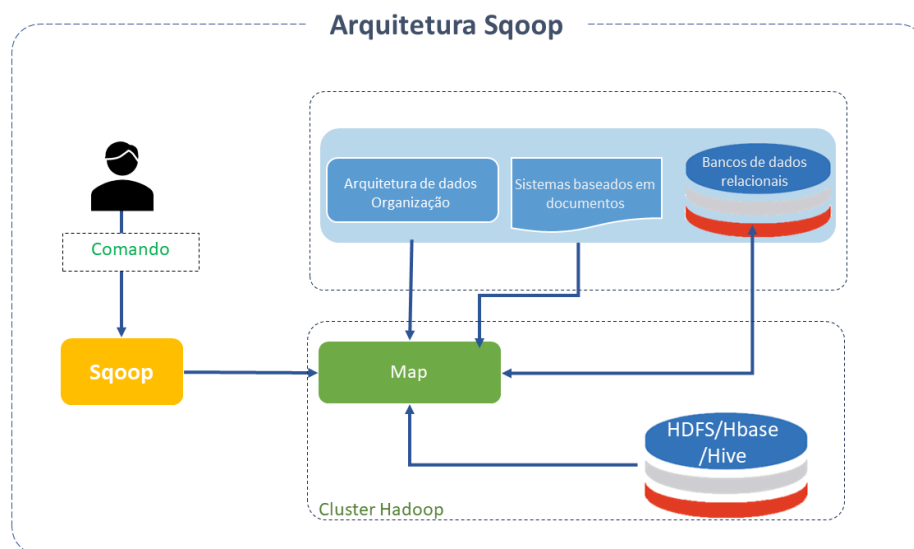 Arquitetura Sqoop
Comando
Sqoop
Arquitetura de dados
Organização
Sistemas baseados em
documentos
Bancos de dados
relacionais
Map
HDFS/Hbase
/Hive
Cluster Hadoop